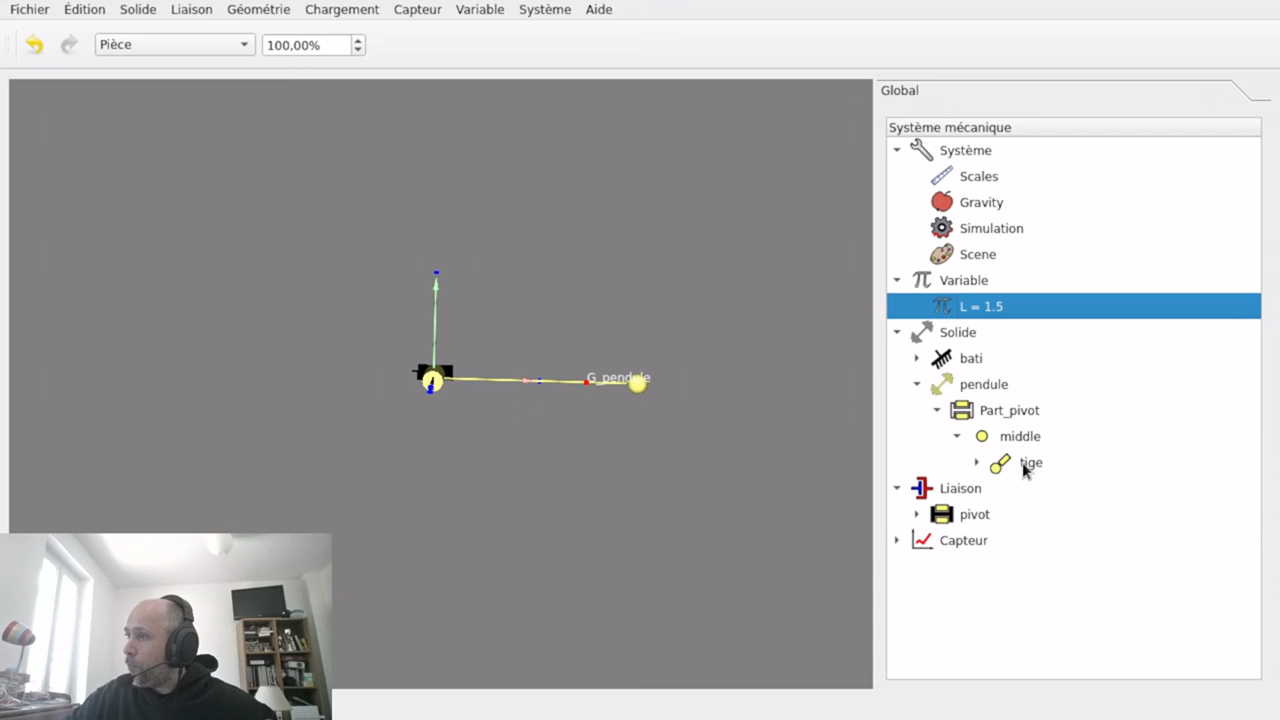 Fichier Édition Solide Liaison Géométrie Chargement Capteur Variable Système Aide
Pièce 100,00%
Global
Système mécanique
Système
Scales
Gravity
Simulation
Scene
Variable
L = 1.5
Solide
bati
pendule
Part_pivot
middle
tige
Liaison
pivot
Capteur
G_pendule